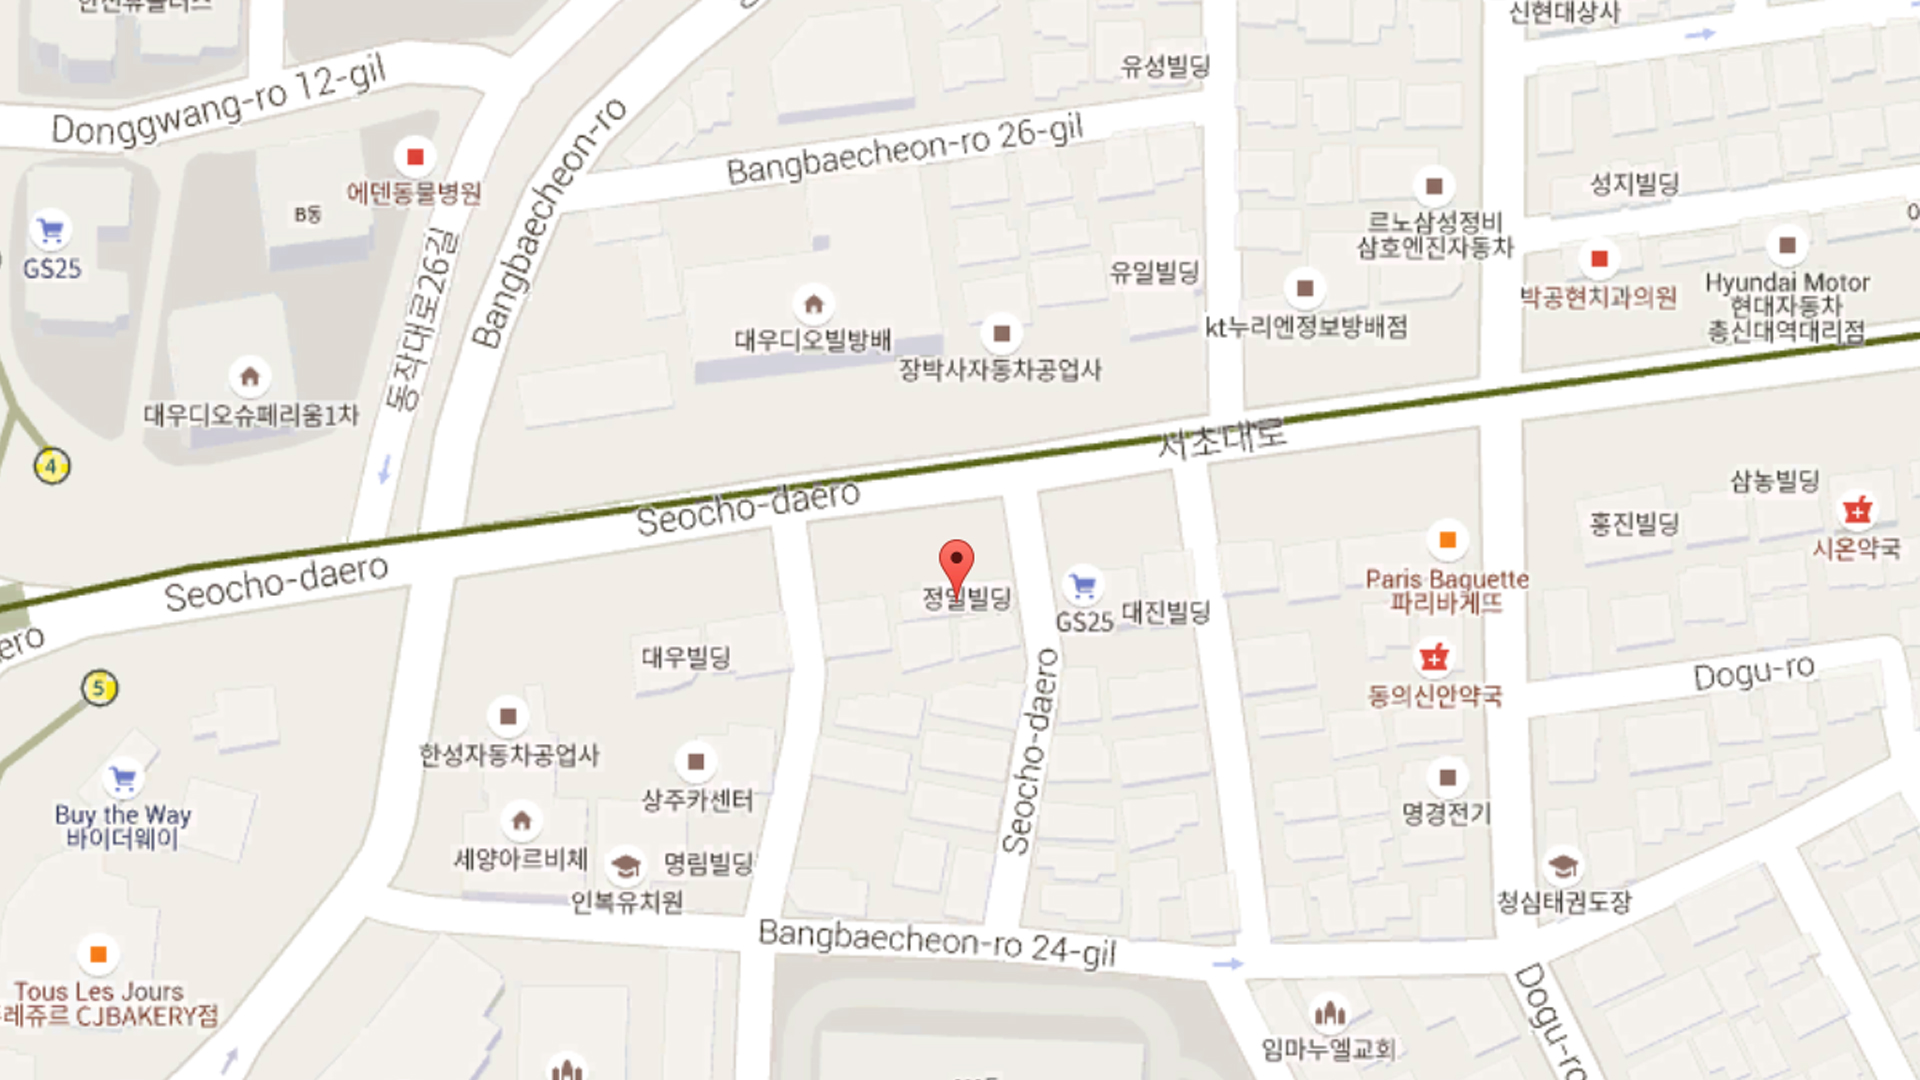 신현대상사
유성빌딩
Donggwang-ro 12-gil
Bangbaecheon-ro
Bangbaecheon-ro 26-gil
에덴동물병원
B동
GS25
동작대로26길
성지빌딩
르노삼성정비
삼호엔진자동차
유일빌딩
박공현치과의원
Hyundai Motor
현대자동차
총신대역대리점
kt누리엔정보방배점
대우디오빌방배
장박사자동차공업사
대우디오슈페리움1차
4
서초대로
Seocho-daero
Seocho-daero
삼농빌딩
홍진빌딩
시온약국
Paris Baguette
파리바게뜨
정일빌딩
GS25
대진빌딩
ero
대우빌딩
5
동의신안약국
Dogu-ro
Seocho-daero
한성자동차공업사
상주카센터
Buy the Way
바이더웨이
명경전기
세양아르비체
명림빌딩
인복유치원
청심태권도장
Bangbaecheon-ro 24-gil
Tous Les Jours
레쥬르 CJBAKERY점
Dogu-ro
임마누엘교회